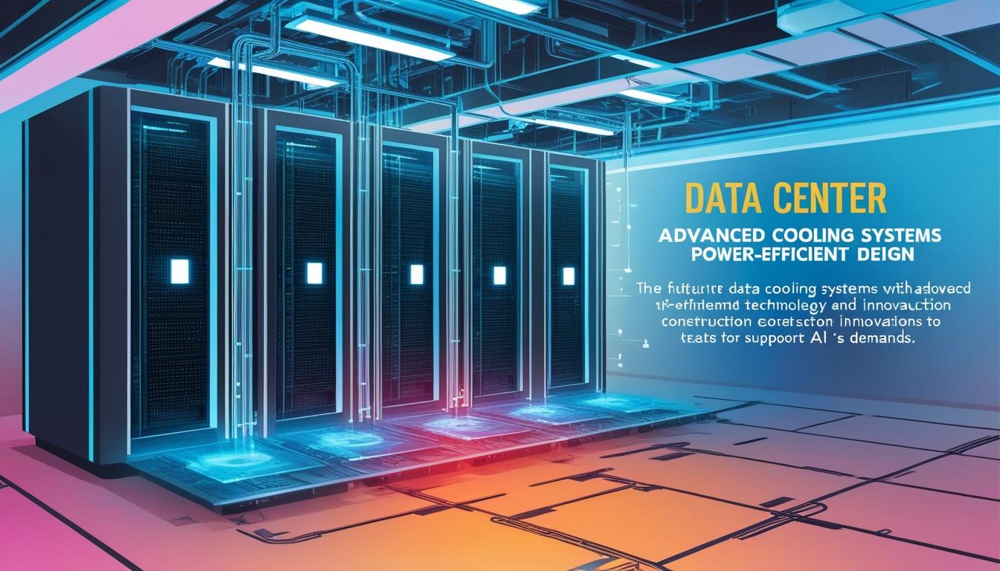 DATA CENTER
ADVANCED COOLING SYSTEMS
POWER-EFFICIENT DEIGN
The data cooling systems
technology and innovauction
construction innovations to
for support AI 's demands.